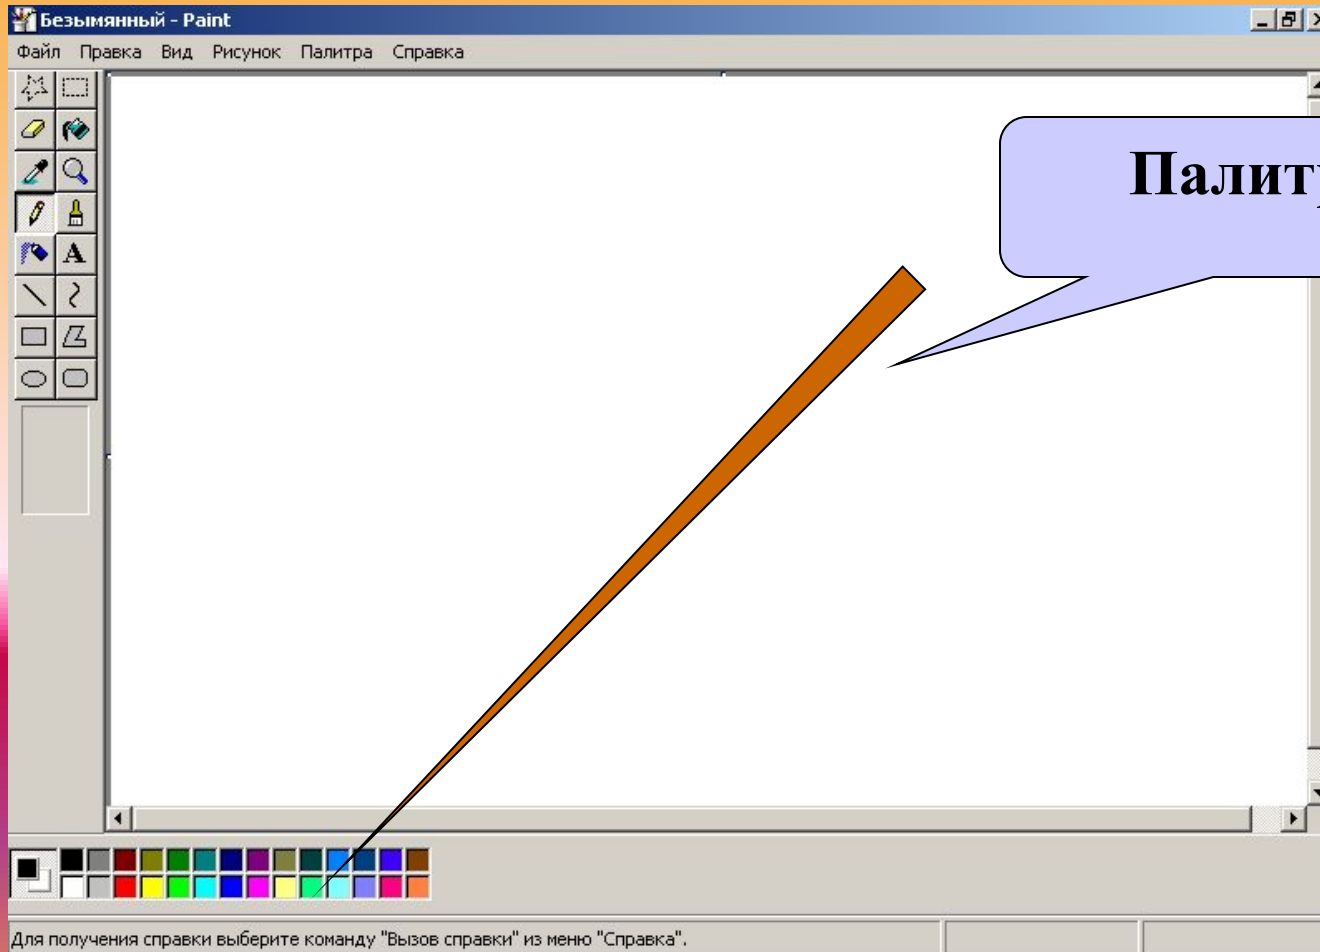 Безымянный - Paint
Файл Правка Вид Рисунок Палитра Справка
A
Для получения справки выберите команду "Вызов справки" из меню "Справка".